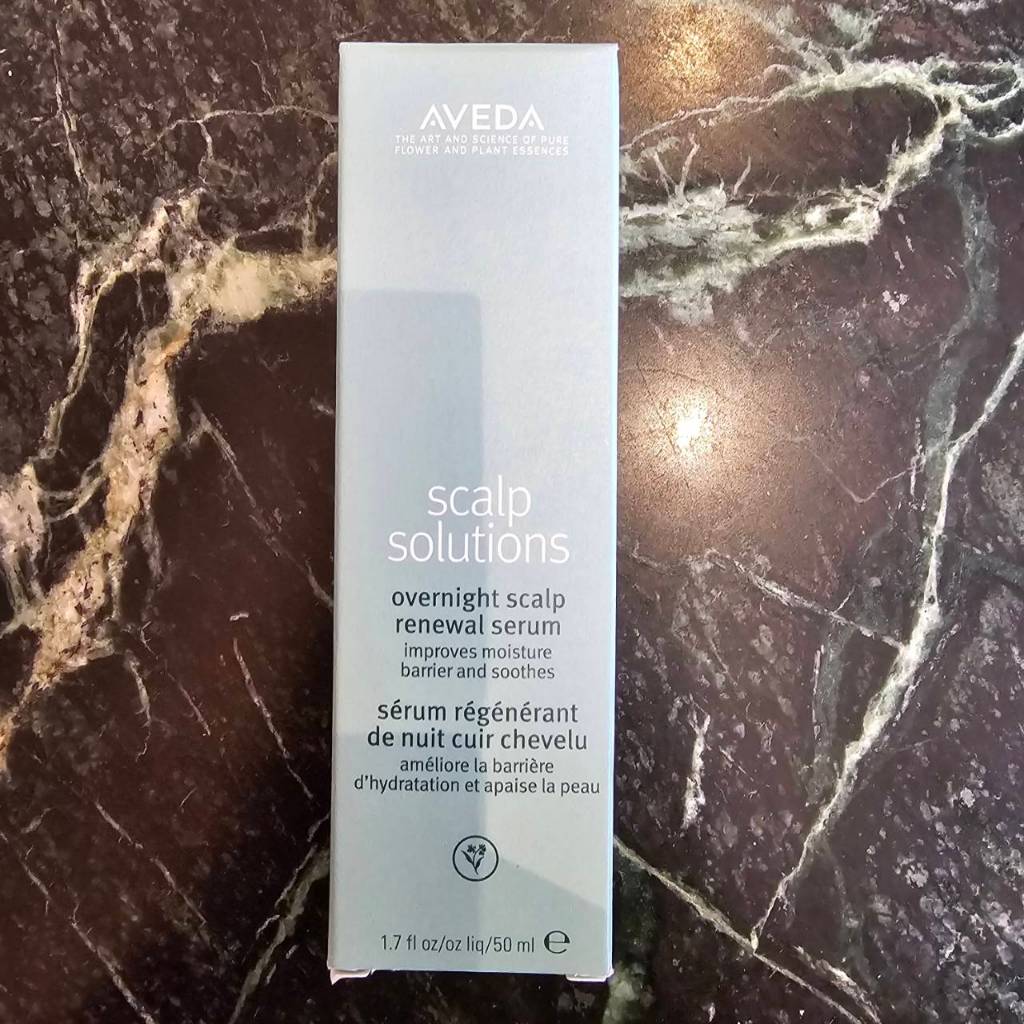 AVEDA
THE ART AND SCIENCE OF PURE
FLOWER AND PLANT ESSENCES
scalp
solutions
overnight scalp
renewal serum
improves moisture
barrier and soothes
sérum régénérant
de nuit cuir chevelu
améliore la barrière
d'hydratation et apaise la peau
1.7 fl oz/oz liq/50 ml ℮